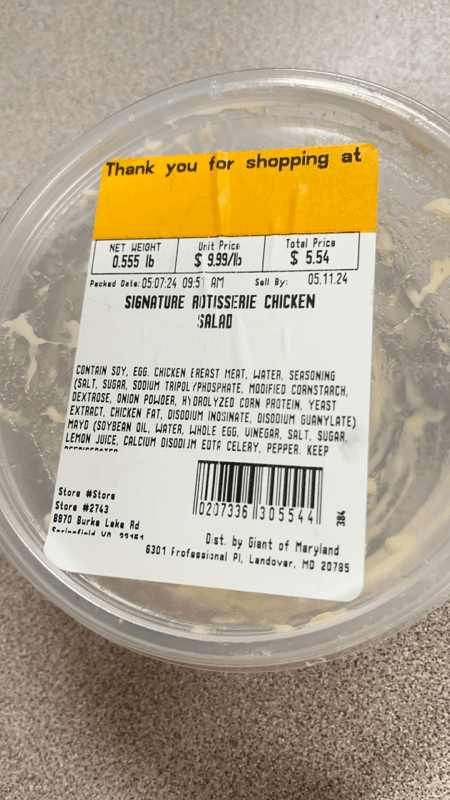 Thank you for shopping at
NET WEIGHT Unit Price Total Price
0.555 lb $ 9.99/lb $ 5.54
Packed Date: 05.07.24 09:51 AM Sell By: 05.11.24
SIGNATURE ROTISSERIE CHICKEN
SALAD
CONTAIN SOY, EGG. CHICKEN BREAST MEAT, WATER, SEASONING
(SALT, SUGAR, SODIUM TRIPOLYPHOSPHATE, MODIFIED CORNSTARCH,
DEXTROSE, ONION POWDER, HYDROLYZED CORN PROTEIN, YEAST
EXTRACT, CHICKEN FAT, DISODIUM INOSINATE, DISODIUM GUANYLATE)
MAYO (SOYBEAN OIL, WATER, WHOLE EGG, VINEGAR, SALT, SUGAR,
LEMON JUICE, CALCIUM DISODIUM EDTA CELERY, PEPPER. KEEP
REFRIGERATED
0207336 305544
384
Store #Store
Store #2743
8970 Burke Lake Rd
Springfield VA 22151
Dist. by Giant of Maryland
6301 Professional Pl, Landover, MD 20785